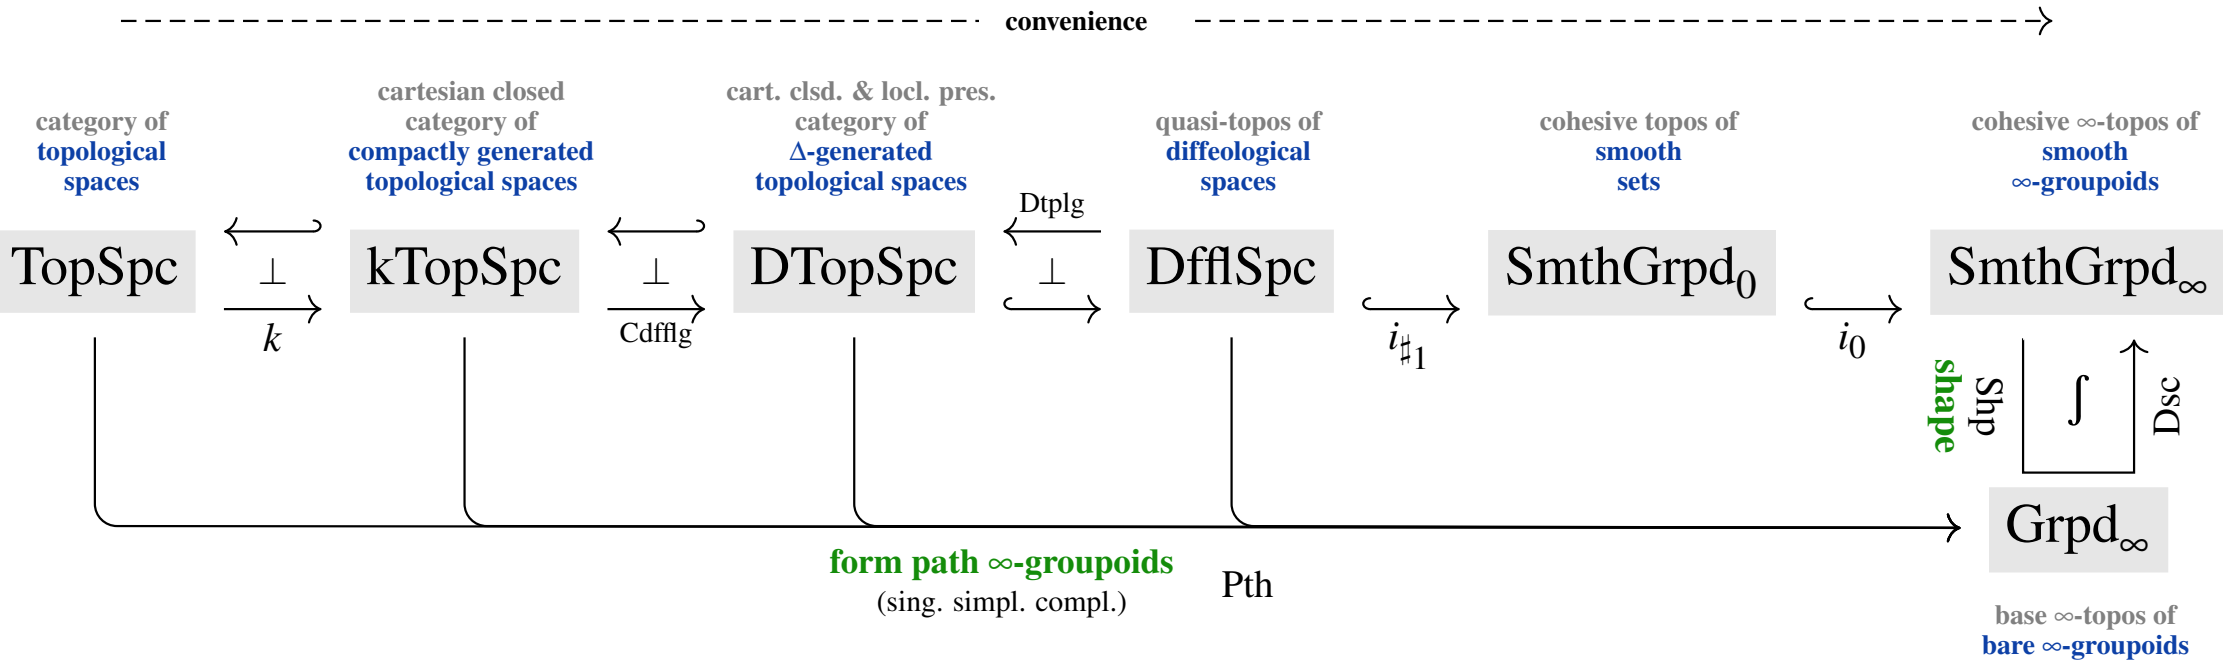 convenience
category of
topological
spaces
cartesian closed
category of
compactly generated
topological spaces
cart. clsd. & locl. pres.
category of
Δ-generated
topological spaces
quasi-topos of
diffeological
spaces
cohesive topos of
smooth
sets
cohesive ∞-topos of
smooth
∞-groupoids
TopSpc
⊥
k
kTopSpc
⊥
Cdfflg
DTopSpc
Dtplg
⊥
DfflSpc
i♯1
SmthGrpd0
i0
SmthGrpd∞
shape
Shp
∫
Dsc
form path ∞-groupoids
(sing. simpl. compl.)
Pth
Grpd∞
base ∞-topos of
bare ∞-groupoids